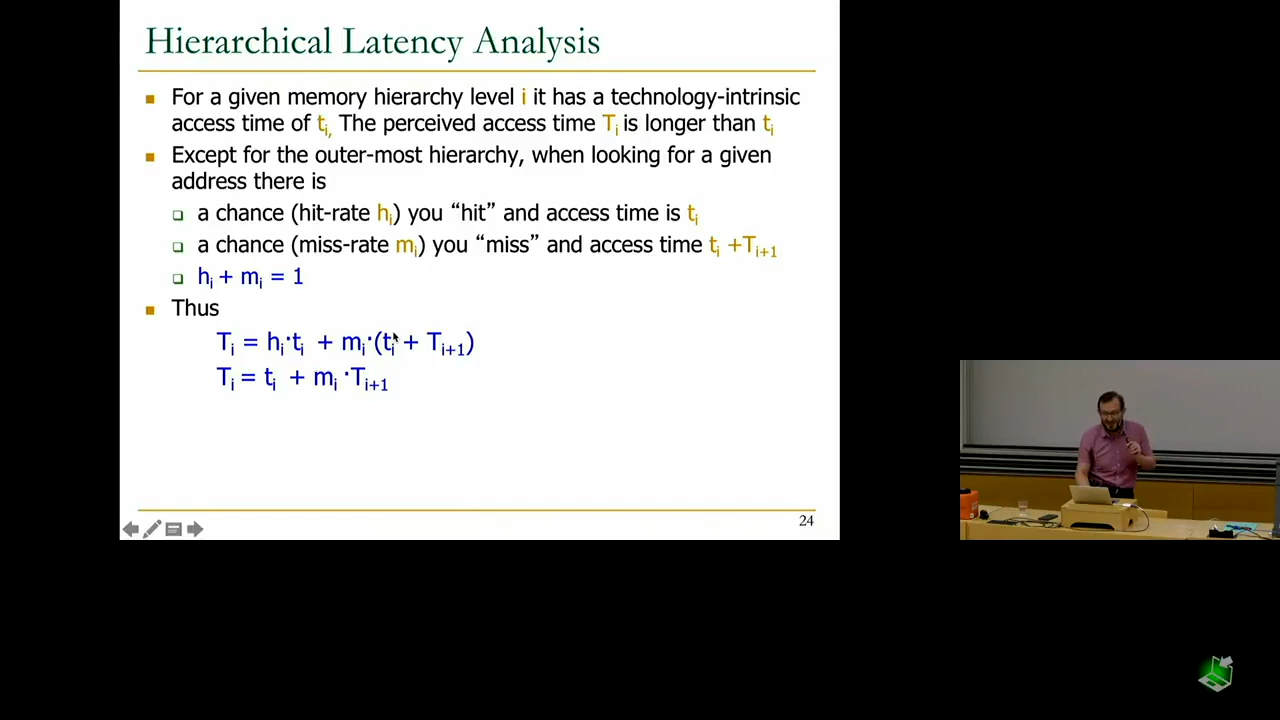 Hierarchical Latency Analysis
For a given memory hierarchy level i it has a technology-intrinsic
access time of ti, The perceived access time Ti is longer than ti
Except for the outer-most hierarchy, when looking for a given
address there is
a chance (hit-rate hi) you “hit” and access time is ti
a chance (miss-rate mi) you “miss” and access time ti +Ti+1
hi + mi = 1
Thus
Ti = hi·ti + mi·(ti + Ti+1)
Ti = ti + mi ·Ti+1
24